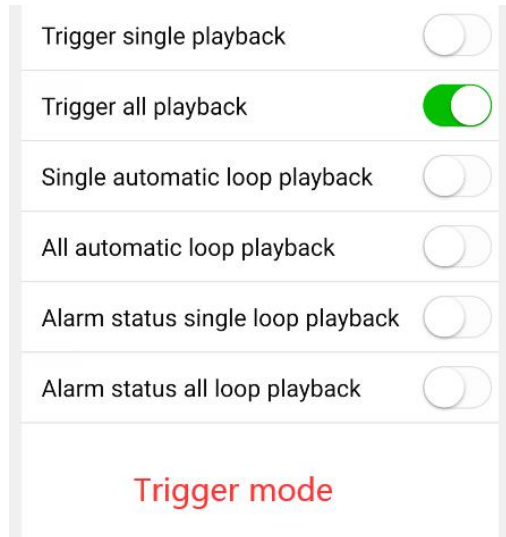 Trigger single playback
Trigger all playback
Single automatic loop playback
All automatic loop playback
Alarm status single loop playback
Alarm status all loop playback
Trigger mode